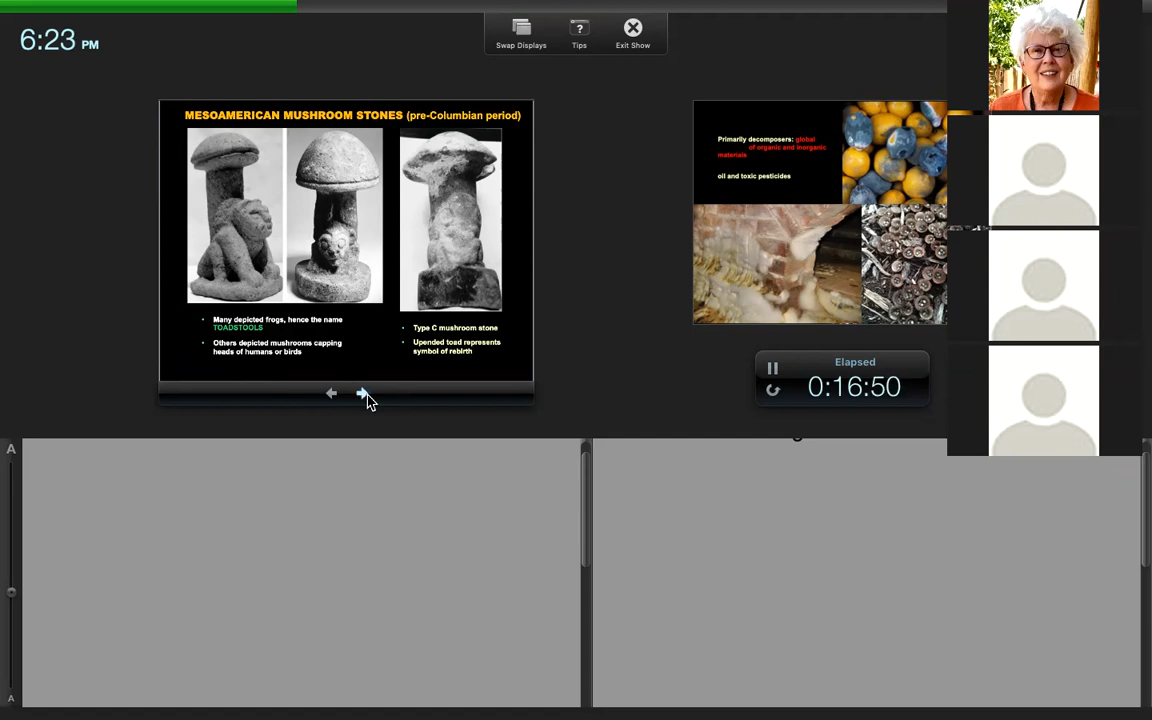 6:23 PM
Swap Displays
Tips
Exit Show
MESOAMERICAN MUSHROOM STONES (pre-Columbian period)
• Many depicted frogs, hence the name
TOADSTOOLS
• Others depicted mushrooms capping
heads of humans or birds
• Type C mushroom stone
• Upended toad represents
symbol of rebirth
Primarily decomposers: global
of organic and inorganic
materials
oil and toxic pesticides
Elapsed
0:16:50
A
A